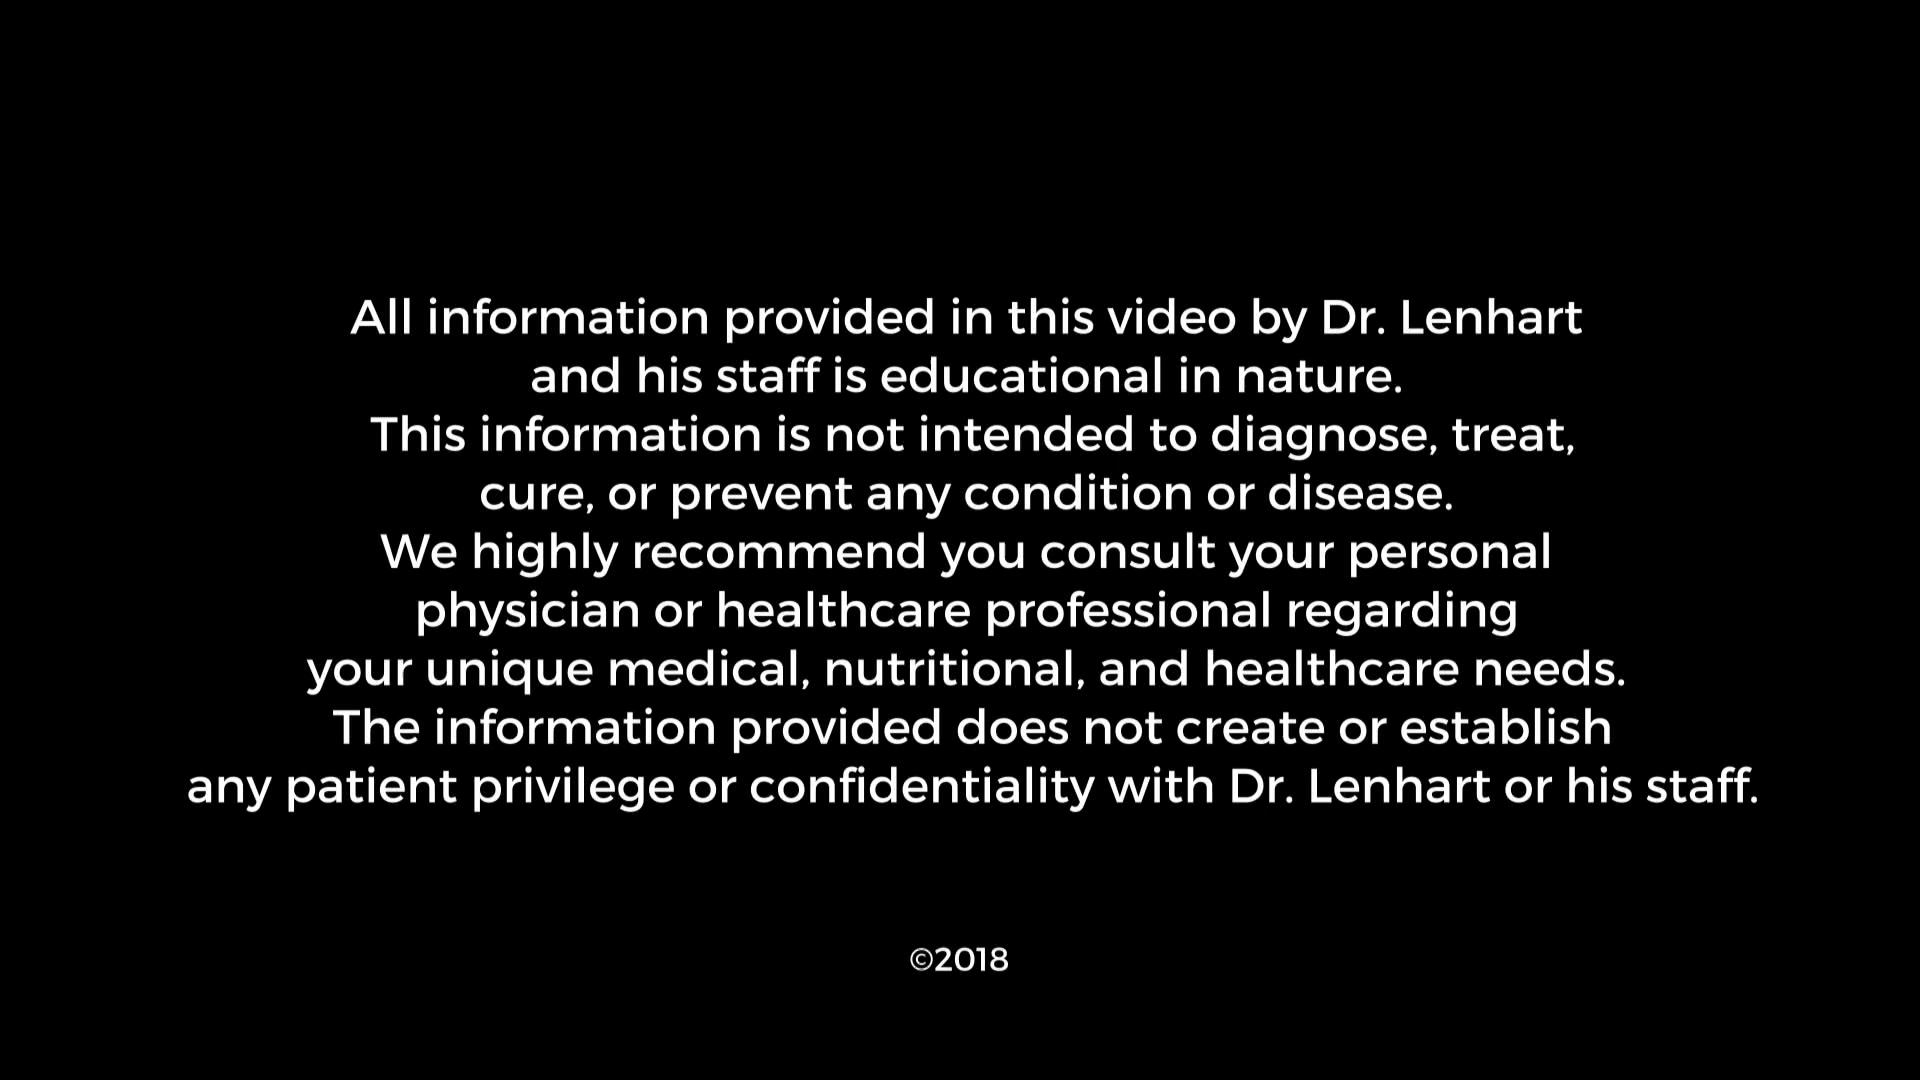 All information provided in this video by Dr. Lenhart
and his staff is educational in nature.
This information is not intended to diagnose, treat,
cure, or prevent any condition or disease.
We highly recommend you consult your personal
physician or healthcare professional regarding
your unique medical, nutritional, and healthcare needs.
The information provided does not create or establish
any patient privilege or confidentiality with Dr. Lenhart or his staff.
©2018